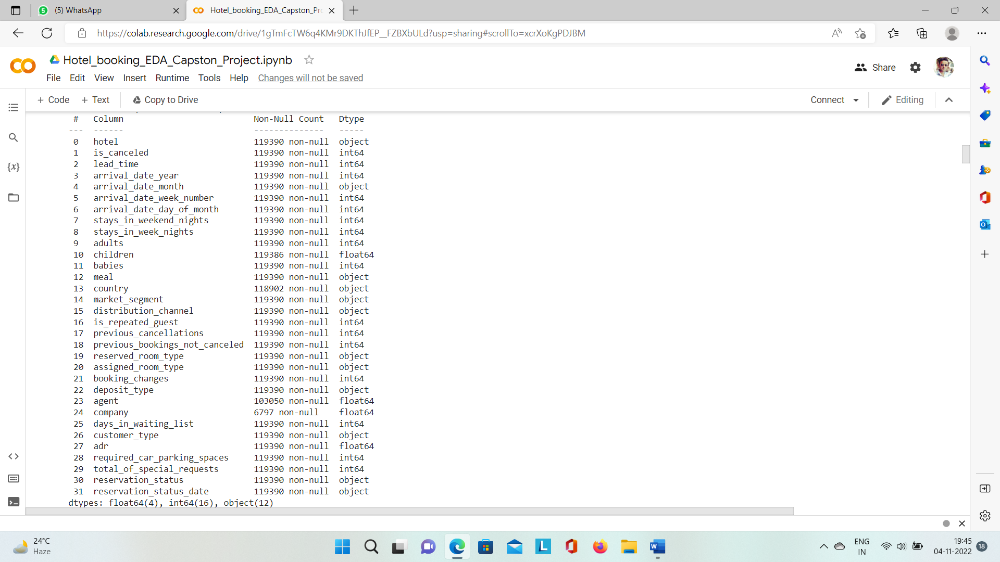 (5) WhatsApp
Hotel_booking_EDA_Capston_Pr
https://colab.research.google.com/drive/1gTmFcTW6q4KMr9DKThJfEP__FZBXbULd?usp=sharing#scrollTo=xcrXoKgPDJBM
Hotel_booking_EDA_Capston_Project.ipynb
File Edit View Insert Runtime Tools Help Changes will not be saved
Share
+ Code + Text Copy to Drive
Connect Editing
# Column Non-Null Count Dtype
--- ------ -------------- -----
0 hotel 119390 non-null object
1 is_canceled 119390 non-null int64
2 lead_time 119390 non-null int64
3 arrival_date_year 119390 non-null int64
4 arrival_date_month 119390 non-null object
5 arrival_date_week_number 119390 non-null int64
6 arrival_date_day_of_month 119390 non-null int64
7 stays_in_weekend_nights 119390 non-null int64
8 stays_in_week_nights 119390 non-null int64
9 adults 119390 non-null int64
10 children 119386 non-null float64
11 babies 119390 non-null int64
12 meal 119390 non-null object
13 country 118902 non-null object
14 market_segment 119390 non-null object
15 distribution_channel 119390 non-null object
16 is_repeated_guest 119390 non-null int64
17 previous_cancellations 119390 non-null int64
18 previous_bookings_not_canceled 119390 non-null int64
19 reserved_room_type 119390 non-null object
20 assigned_room_type 119390 non-null object
21 booking_changes 119390 non-null int64
22 deposit_type 119390 non-null object
23 agent 103050 non-null float64
24 company 6797 non-null float64
25 days_in_waiting_list 119390 non-null int64
26 customer_type 119390 non-null object
27 adr 119390 non-null float64
28 required_car_parking_spaces 119390 non-null int64
29 total_of_special_requests 119390 non-null int64
30 reservation_status 119390 non-null object
31 reservation_status_date 119390 non-null object
dtypes: float64(4), int64(16), object(12)
24°C
Haze
ENG
IN
19:45
04-11-2022
18